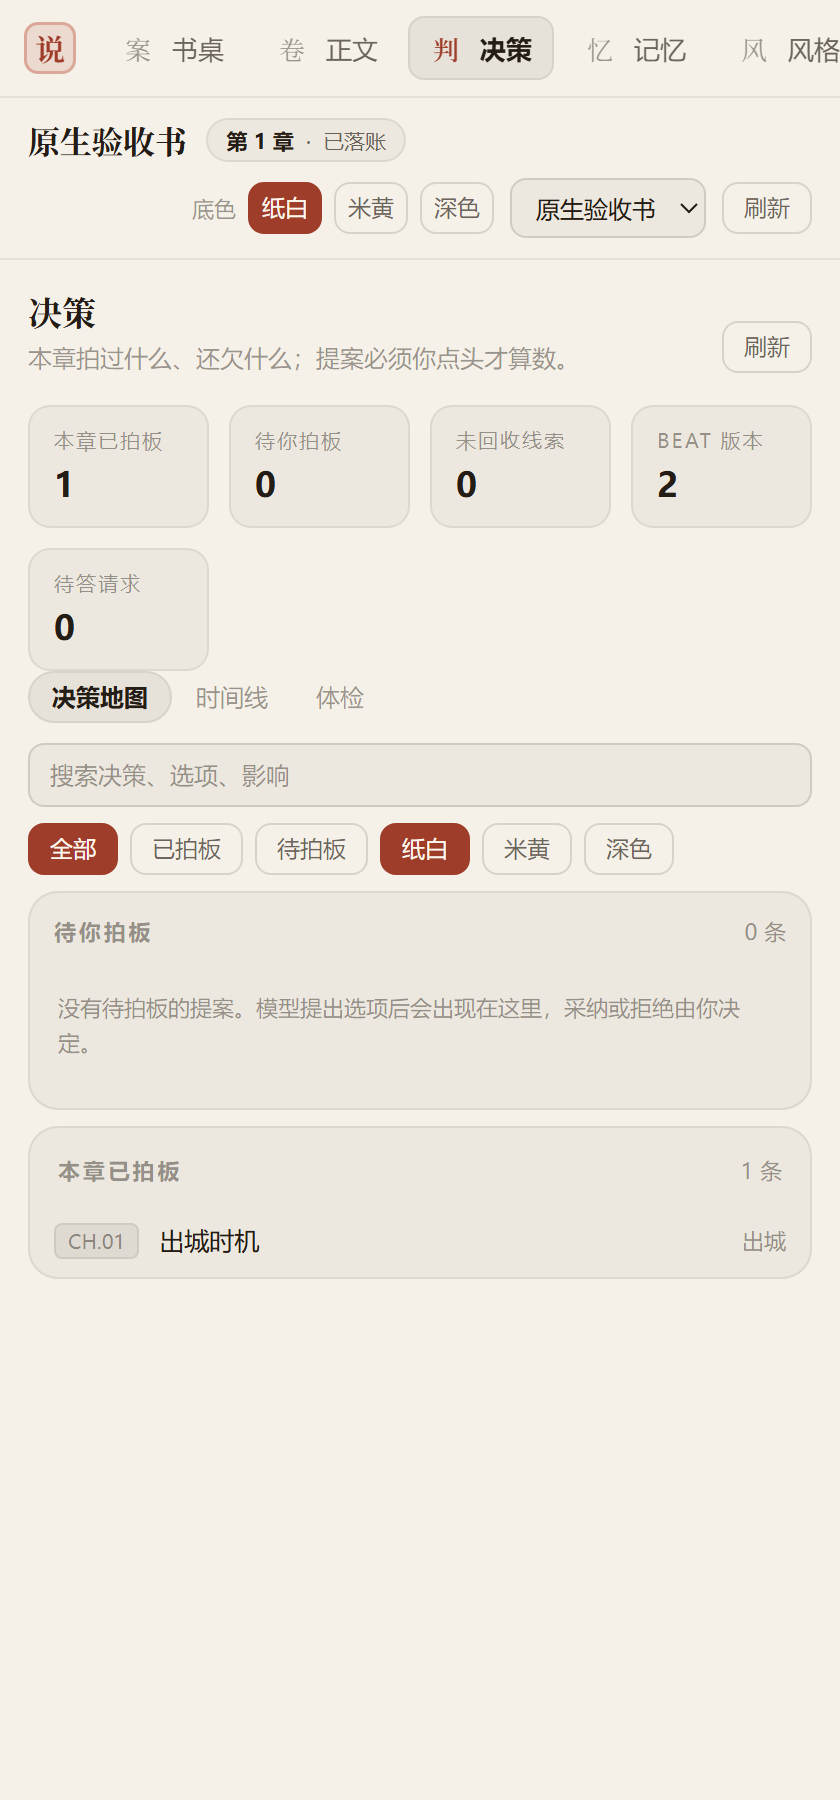 说 案 书桌 卷 正文 判 决策 忆 记忆 风 风格
原生验收书 第 1 章 · 已落账
底色 纸白 米黄 深色 原生验收书 刷新
决策
本章拍过什么、还欠什么；提案必须你点头才算数。 刷新
本章已拍板 待你拍板 未回收线索 BEAT 版本
1 0 0 2
待答请求
0
决策地图 时间线 体检
搜索决策、选项、影响
全部 已拍板 待拍板 纸白 米黄 深色
待你拍板 0 条
没有待拍板的提案。模型提出选项后会出现在这里，采纳或拒绝由你决
定。
本章已拍板 1 条
CH.01 出城时机 出城